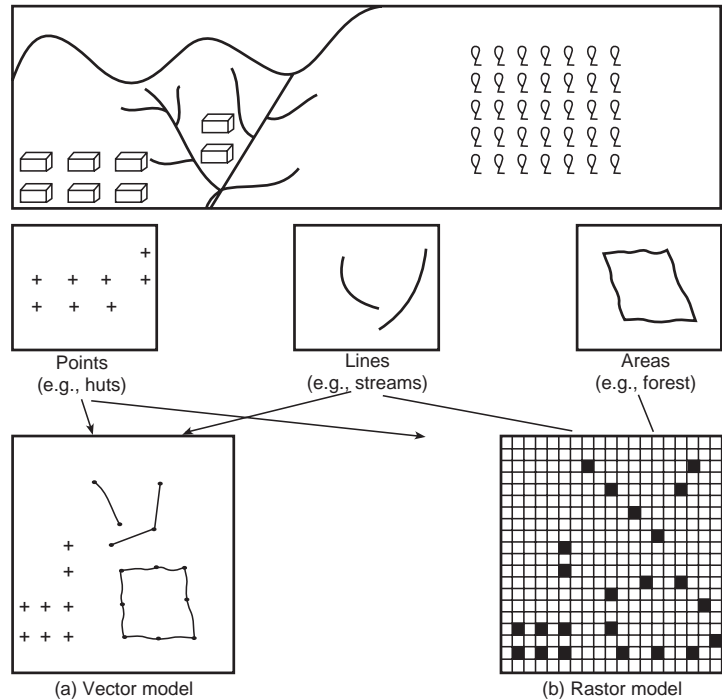 Points
(e.g., huts)
Lines
(e.g., streams)
Areas
(e.g., forest)
(a) Vector model
(b) Rastor model